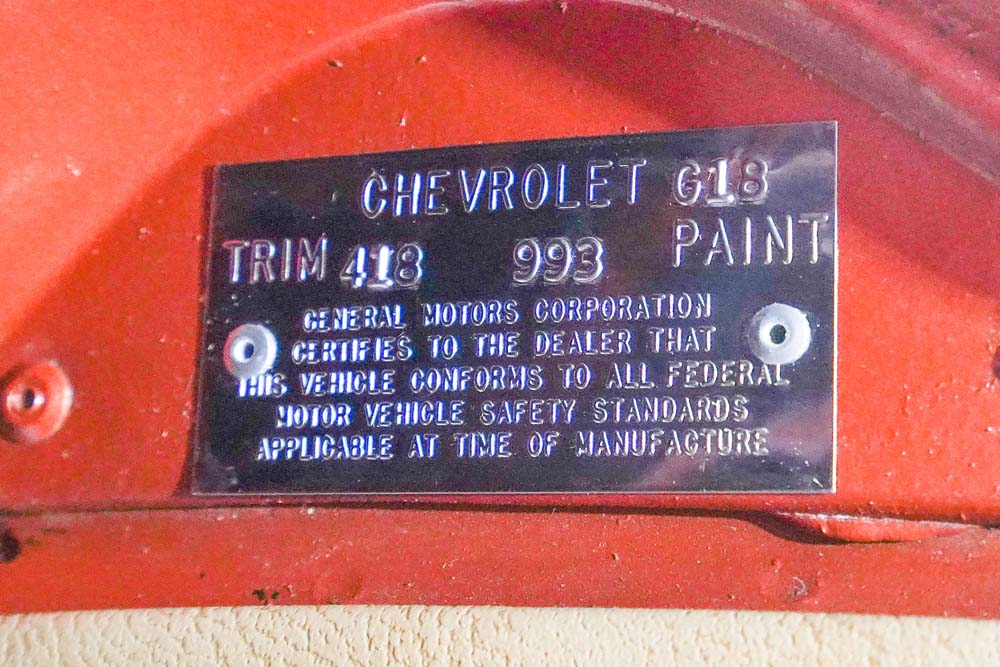 CHEVROLET G18
TRIM 418 993 PAINT
GENERAL MOTORS CORPORATION
CERTIFIES TO THE DEALER THAT
THIS VEHICLE CONFORMS TO ALL FEDERAL
MOTOR VEHICLE SAFETY STANDARDS
APPLICABLE AT TIME OF MANUFACTURE